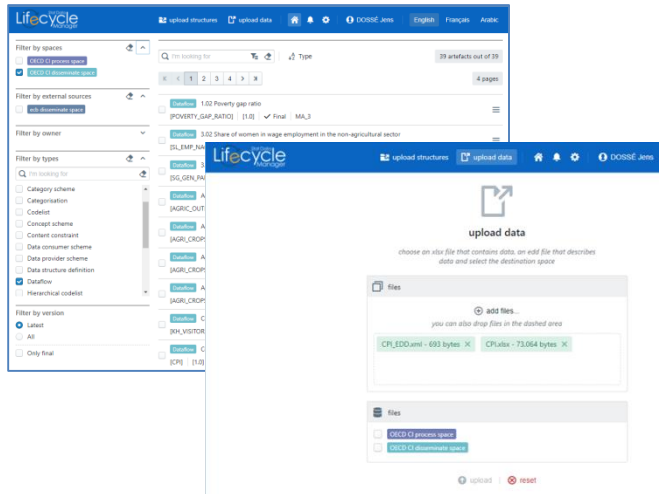 Lifecycle
Manager
upload structures
upload data
DOSSÉ Jens
English
Français
Arabic
Filter by spaces
OECD CI process space
OECD CI disseminate space
Filter by external sources
ecb disseminate space
Filter by owner
Filter by types
I'm looking for
Category scheme
Categorisation
Codelist
Concept scheme
Content constraint
Data consumer scheme
Data provider scheme
Data structure definition
Dataflow
Hierarchical codelist
Filter by version
Latest
All
Only final
I'm looking for
Type
39 artefacts out of 39
1 2 3 4
4 pages
Dataflow 1.02 Poverty gap ratio
[POVERTY_GAP_RATIO] [1.0] Final MA_3
Dataflow 3.02 Share of women in wage employment in the non-agricultural sector
[SL_EMP_NA
Dataflow 3.
[SG_GEN_PA
Dataflow A
[AGRIC_OUT
Dataflow A
[AGRI_CROPS
Dataflow A
[AGRI_CROPS
Dataflow A
[AGRI_CROPS
Dataflow C
[KH_VISITOR
Dataflow C
[CPI] [1.0]
Lifecycle
Manager
upload structures
upload data
DOSSÉ Jens
upload data
choose an xlsx file that contains data, an edd file that describes
data and select the destination space
files
add files...
you can also drop files in the dashed area
CPI_EDD.xml - 693 bytes ×
CPI.xlsx - 73,064 bytes ×
files
OECD CI process space
OECD CI disseminate space
upload
reset